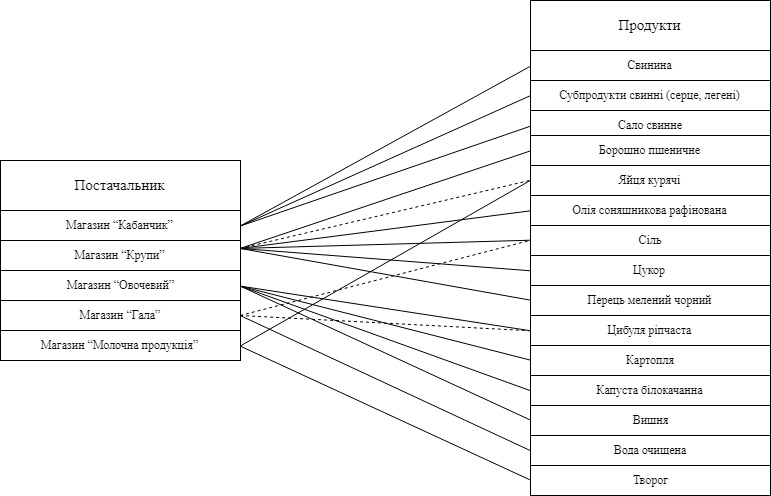 Постачальник
Магазин “Кабанчик”
Магазин “Крупи”
Магазин “Овочевий”
Магазин “Гала”
Магазин “Молочна продукція”
Продукти
Свинина
Субпродукти свинні (серце, легені)
Сало свинне
Борошно пшеничне
Яйця курячі
Олія соняшникова рафінована
Сіль
Цукор
Перець мелений чорний
Цибуля ріпчаста
Картопля
Капуста білокачанна
Вишня
Вода очищена
Творог